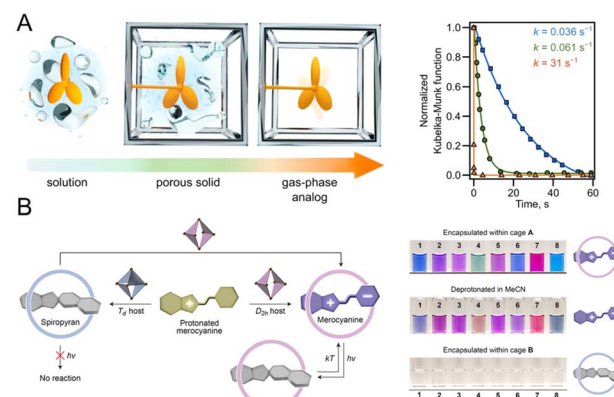 A
solution
porous solid
gas-phase
analog
Normalized
Kubelka-Munk function
1.0
0.8
0.6
0.4
0.2
0.0
k = 0.036 s⁻¹
k = 0.061 s⁻¹
k = 31 s⁻¹
0
20
40
60
Time, s
B
Spiropyran
hν
No reaction
Td host
Protonated
merocyanine
D2h host
Merocyanine
kT
hν
Encapsulated within cage A
1 2 3 4 5 6 7 8
Deprotonated in MeCN
1 2 3 4 5 6 7 8
Encapsulated within cage B
1 2 3 4 5 6 7 8